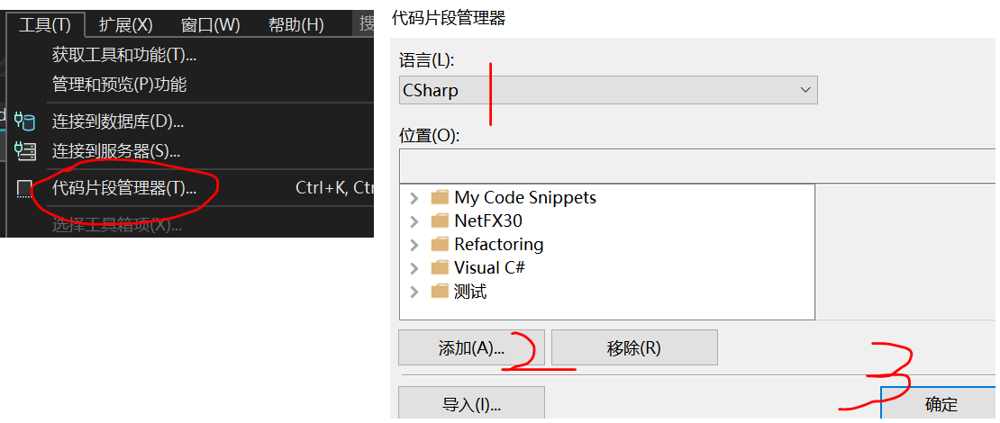 工具(T) 扩展(X) 窗口(W) 帮助(H) 搜
获取工具和功能(T)...
管理和预览(P)功能
连接到数据库(D)...
连接到服务器(S)...
代码片段管理器(T)... Ctrl+K, Ctr
选择工具箱项(X)...
代码片段管理器
语言(L):
CSharp
1
位置(O):
My Code Snippets
NetFX30
Refactoring
Visual C#
测试
添加(A)... 2 移除(R)
3
导入(I)... 确定